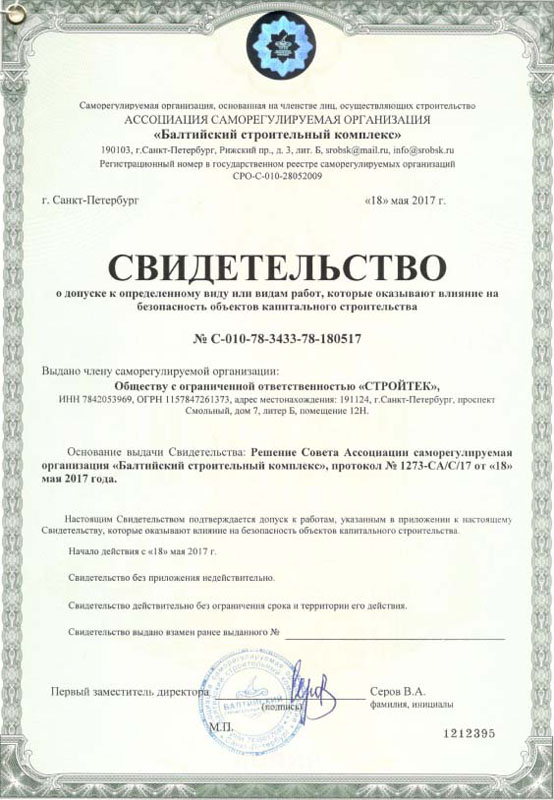 Саморегулируемая организация, основанная на членстве лиц, осуществляющих строительство
АССОЦИАЦИЯ САМОРЕГУЛИРУЕМАЯ ОРГАНИЗАЦИЯ
«Балтийский строительный комплекс»
190103, г.Санкт-Петербург, Рижский пр., д. 3, лит. Б, srobsk@mail.ru, info@srobsk.ru
Регистрационный номер в государственном реестре саморегулируемых организаций
СРО-С-010-28052009
г. Санкт-Петербург «18» мая 2017 г.
СВИДЕТЕЛЬСТВО
о допуске к определенному виду или видам работ, которые оказывают влияние на
безопасность объектов капитального строительства
№ С-010-78-3433-78-180517
Выдано члену саморегулируемой организации:
Обществу с ограниченной ответственностью «СТРОЙТЕК»,
ИНН 7842053969, ОГРН 1157847261373, адрес местонахождения: 191124, г.Санкт-Петербург, проспект
Смольный, дом 7, литер Б, помещение 12Н.
Основание выдачи Свидетельства: Решение Совета Ассоциации саморегулируемая
организация «Балтийский строительный комплекс», протокол № 1273-СА/С/17 от «18»
мая 2017 года.
Настоящим Свидетельством подтверждается допуск к работам, указанным в приложении к настоящему
Свидетельству, которые оказывают влияние на безопасность объектов капитального строительства.
Начало действия с «18» мая 2017 г.
Свидетельство без приложения недействительно.
Свидетельство действительно без ограничения срока и территории его действия.
Свидетельство выдано взамен ранее выданного №
Первый заместитель директора Серов В.А.
(подпись) фамилия, инициалы
М.П.
1212395
БАЛТИЙСКИЙ